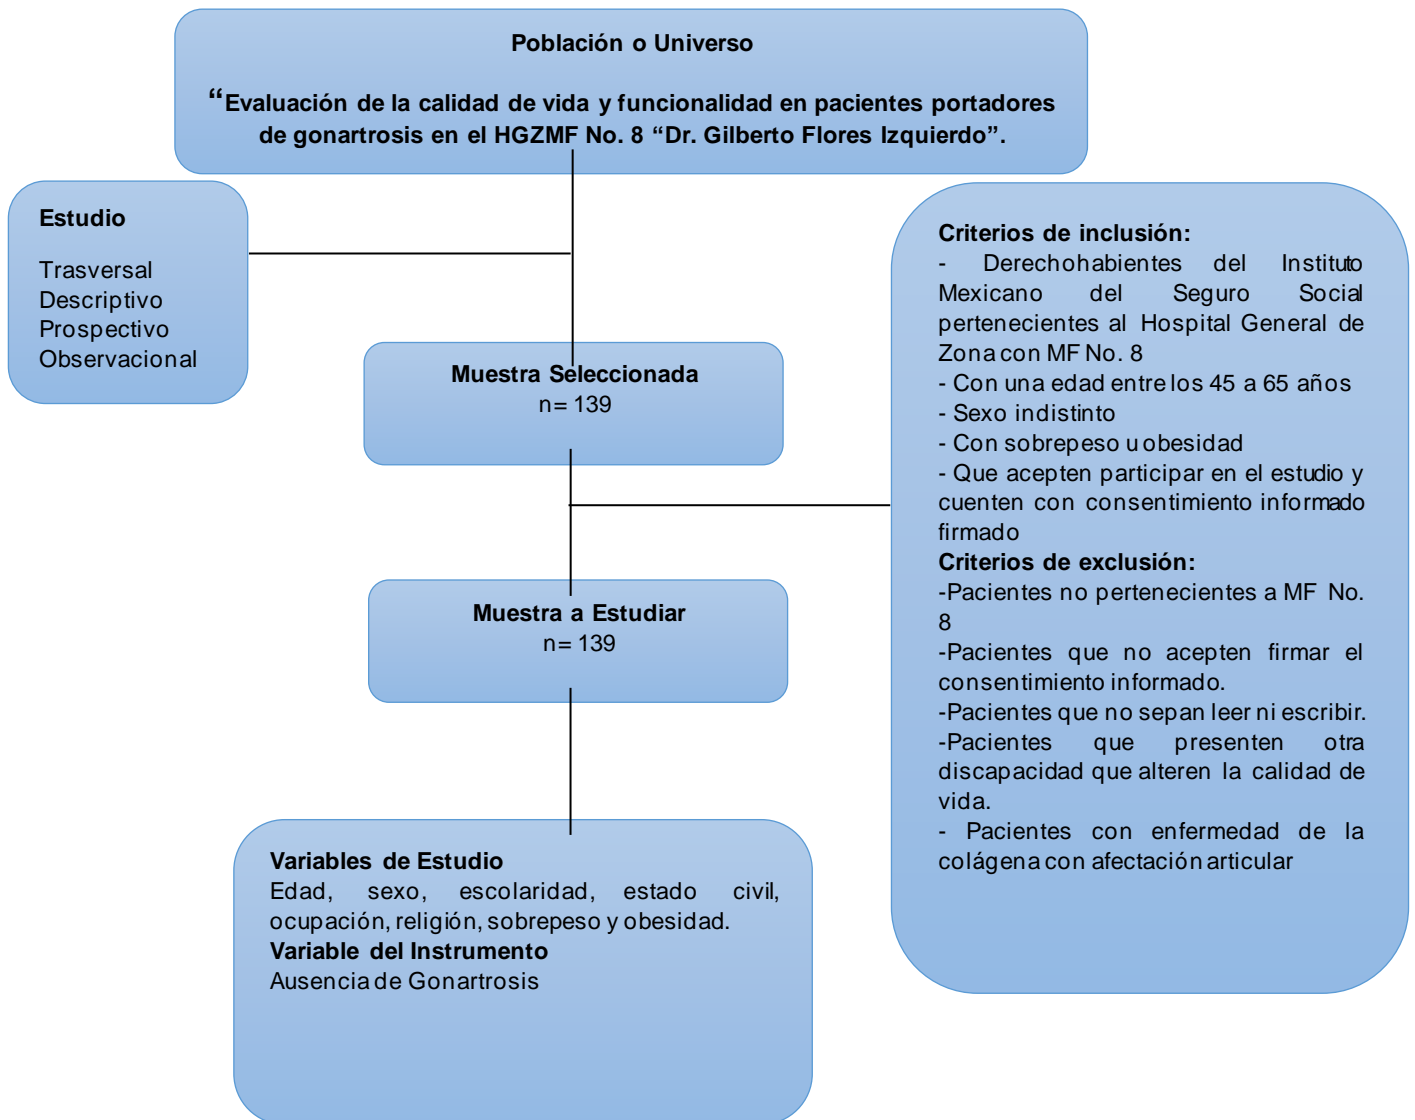 Población o Universo
“Evaluación de la calidad de vida y funcionalidad en pacientes portadores
de gonartrosis en el HGZMF No. 8 “Dr. Gilberto Flores Izquierdo”.
Estudio
Trasversal
Descriptivo
Prospectivo
Observacional
Muestra Seleccionada
n= 139
Criterios de inclusión:
- Derechohabientes del Instituto
Mexicano del Seguro Social
pertenecientes al Hospital General de
Zona con MF No. 8
- Con una edad entre los 45 a 65 años
- Sexo indistinto
- Con sobrepeso u obesidad
- Que acepten participar en el estudio y
cuenten con consentimiento informado
firmado
Criterios de exclusión:
-Pacientes no pertenecientes a MF No.
8
-Pacientes que no acepten firmar el
consentimiento informado.
-Pacientes que no sepan leer ni escribir.
-Pacientes que presenten otra
discapacidad que alteren la calidad de
vida.
- Pacientes con enfermedad de la
colágena con afectación articular
Muestra a Estudiar
n= 139
Variables de Estudio
Edad, sexo, escolaridad, estado civil,
ocupación, religión, sobrepeso y obesidad.
Variable del Instrumento
Ausencia de Gonartrosis